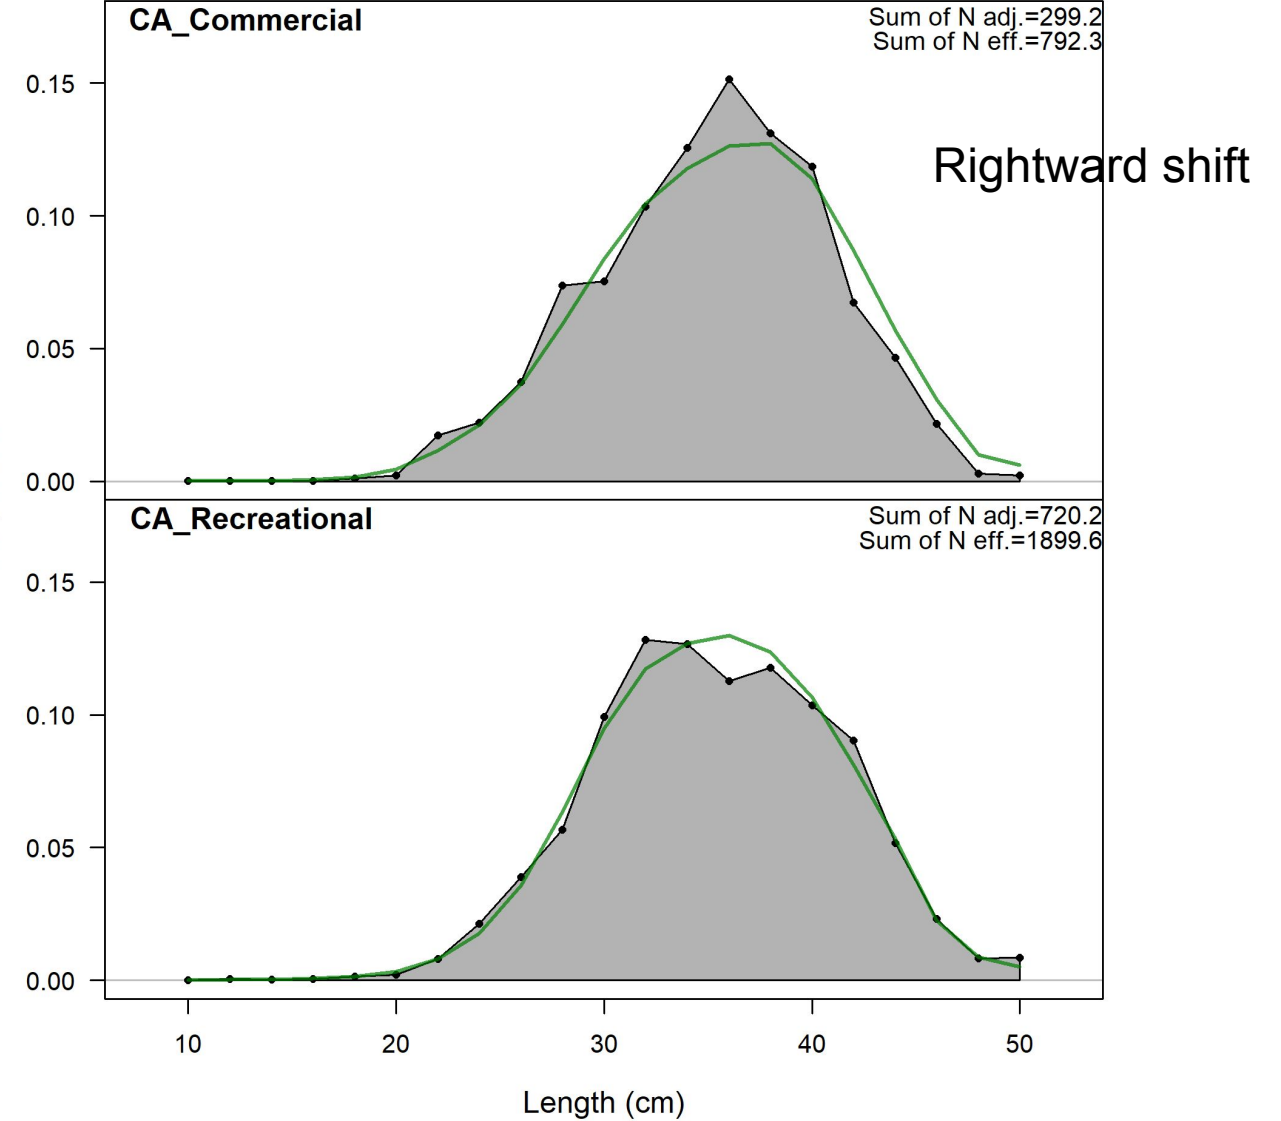 CA_Commercial
Sum of N adj.=299.2
Sum of N eff.=792.3
Rightward shift
0.15
0.10
0.05
0.00
CA_Recreational
Sum of N adj.=720.2
Sum of N eff.=1899.6
0.15
0.10
0.05
0.00
10 20 30 40 50
Length (cm)